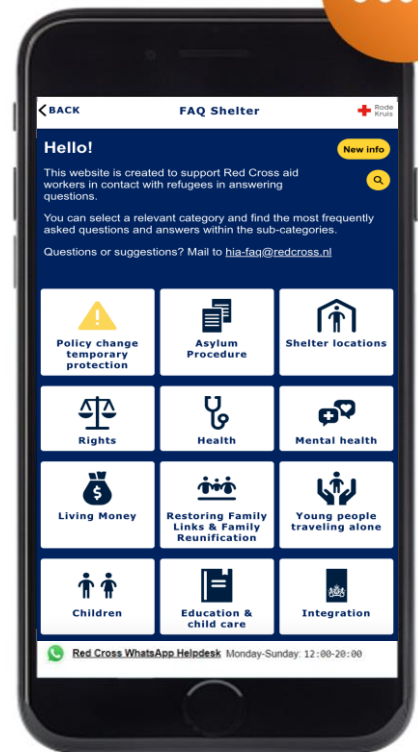 BACK
FAQ Shelter
Rode
Kruis
Hello!
New info
This website is created to support Red Cross aid
workers in contact with refugees in answering
questions.
You can select a relevant category and find the most frequently
asked questions and answers within the sub-
categories.
Questions or suggestions? Mail to hia-faq@redcross.nl
Policy change
temporary
protection
Asylum
Procedure
Shelter locations
Rights
Health
Mental health
Living Money
Restoring Family
Links & Family
Reunification
Young people
traveling alone
Children
Education &
child care
Integration
Red Cross WhatsApp Helpdesk Monday-Sunday: 12:00-20:00